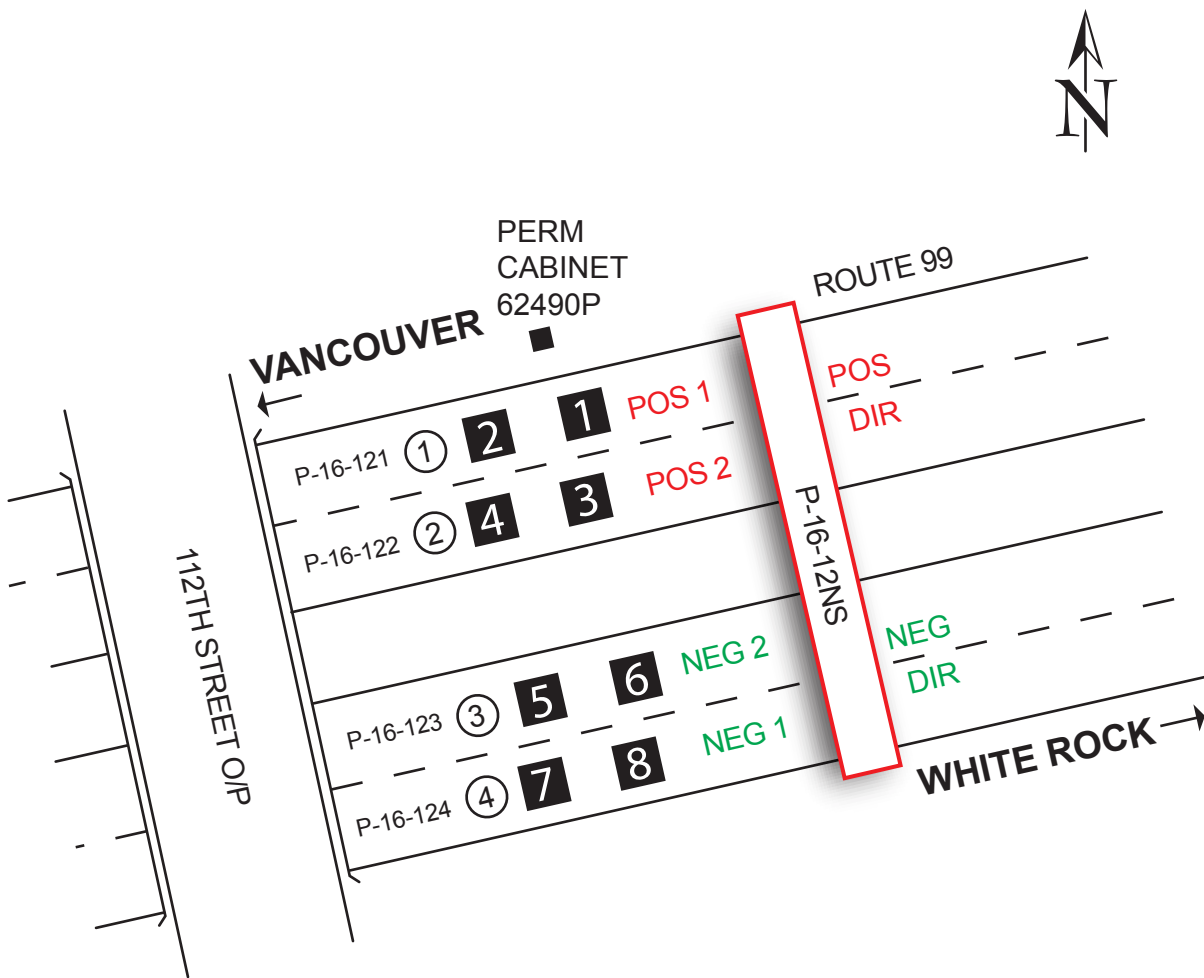 N
PERM
CABINET
62490P
ROUTE 99
VANCOUVER
POS
DIR
P-16-121 1 2 1 POS 1
P-16-122 2 4 3 POS 2
P-16-12NS
112TH STREET O/P
NEG
DIR
P-16-123 3 5 6 NEG 2
P-16-124 4 7 8 NEG 1
WHITE ROCK